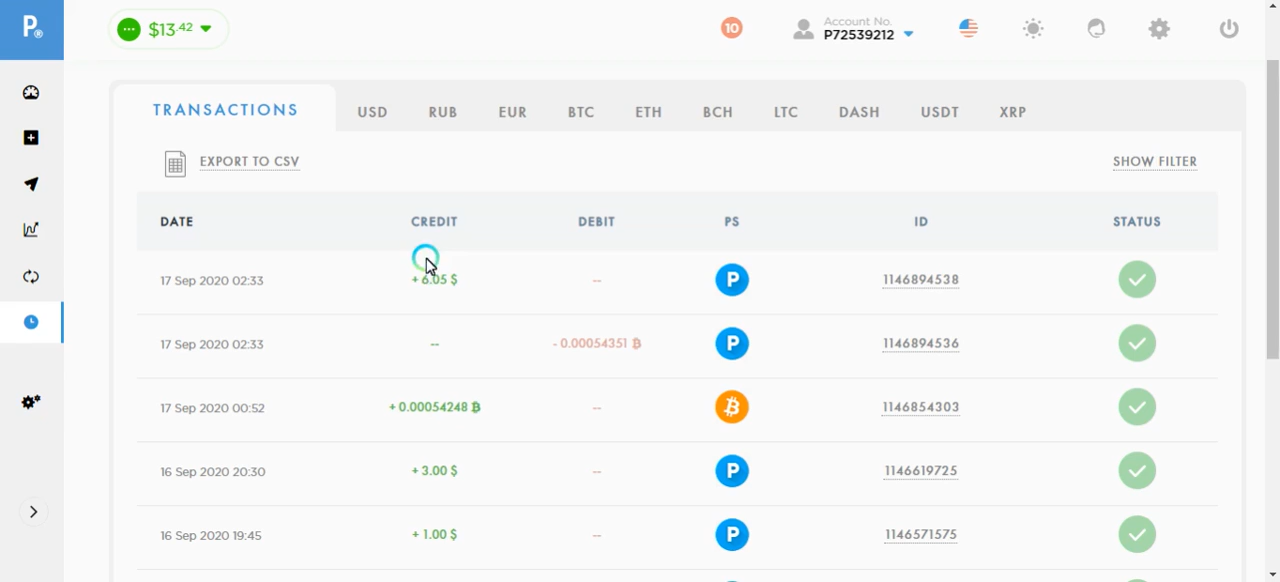 P®
$13.42
10
Account No.
P72539212
TRANSACTIONS USD RUB EUR BTC ETH BCH LTC DASH USDT XRP
EXPORT TO CSV SHOW FILTER
DATE CREDIT DEBIT PS ID STATUS
17 Sep 2020 02:33 + 6.05 $ -- P 1146894538
17 Sep 2020 02:33 -- - 0.00054351 ₿ P 1146894536
17 Sep 2020 00:52 + 0.00054248 ₿ -- ₿ 1146854303
16 Sep 2020 20:30 + 3.00 $ -- P 1146619725
16 Sep 2020 19:45 + 1.00 $ -- P 1146571575